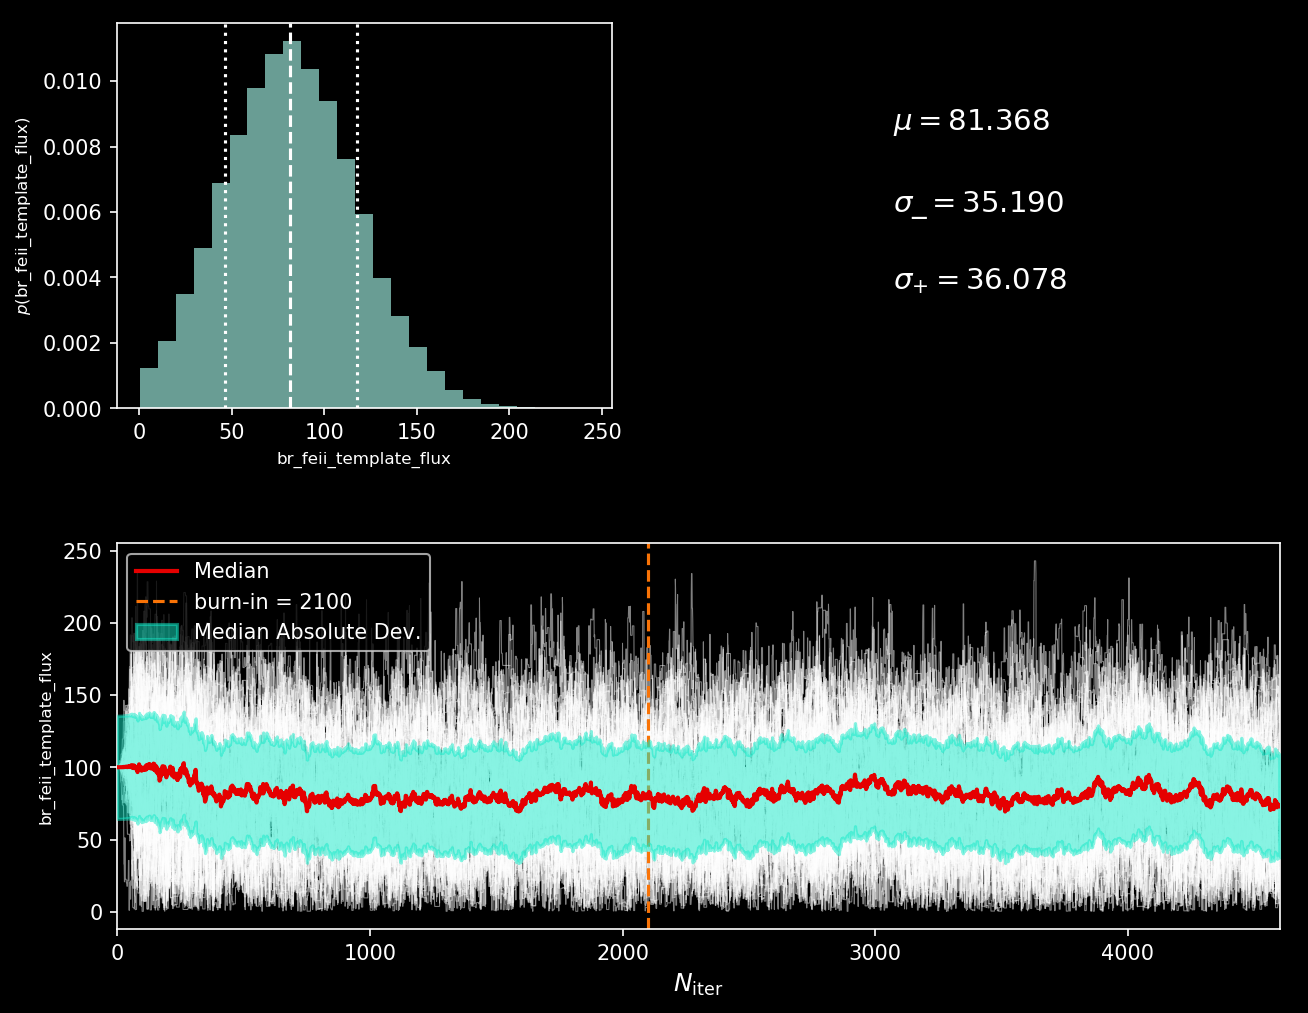 0.010
0.008
0.006
0.004
0.002
0.000
p(br_feii_template_flux)
0 50 100 150 200 250
br_feii_template_flux
μ = 81.368
σ₋ = 35.190
σ₊ = 36.078
250
200
150
100
50
0
br_feii_template_flux
Median
burn-in = 2100
Median Absolute Dev.
0 1000 2000 3000 4000
N_iter